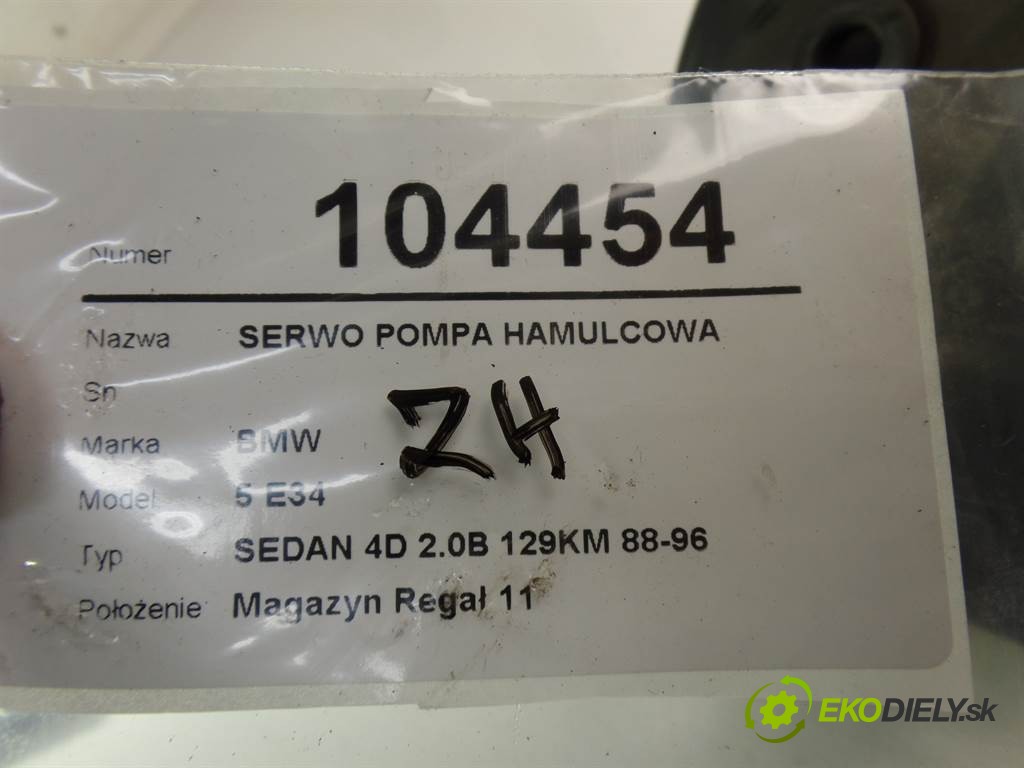 Numer 104454
Nazwa SERWO POMPA HAMULCOWA
Sn
Marka BMW
ZH
Model 5 E34
Typ SEDAN 4D 2.0B 129KM 88-96
Położenie: Magazyn Regał 11
EKODIELY.sk